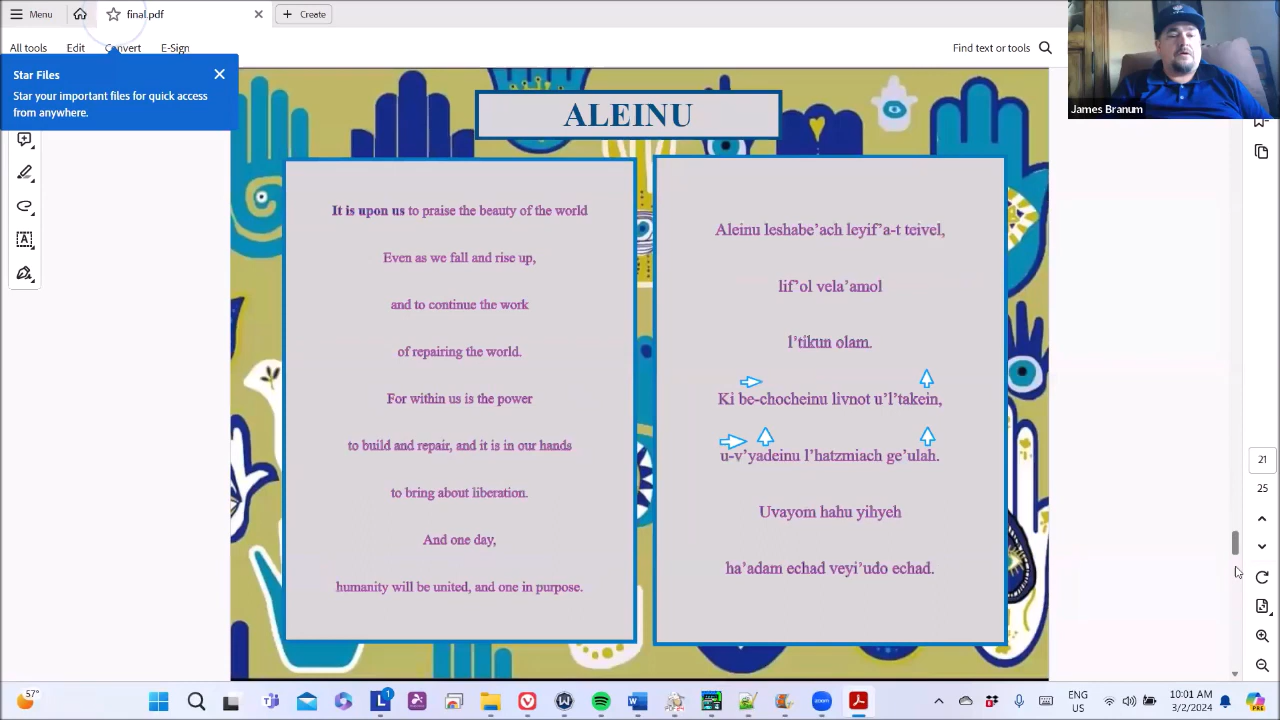 Menu
final.pdf
Create
All tools
Edit
Convert
E-Sign
Find text or tools
Star Files
Star your important files for quick access
from anywhere.
James Branum
ALEINU
It is upon us to praise the beauty of the world
Even as we fall and rise up,
and to continue the work
of repairing the world.
For within us is the power
to build and repair, and it is in our hands
to bring about liberation.
And one day,
humanity will be united, and one in purpose.
Aleinu leshabe’ach leyif’a-t teivel,
lif’ol vela’amol
l’tikun olam.
Ki be-chocheinu livnot u’l’takein,
u-v’yadeinu l’hatzmiach ge’ulah.
Uvayom hahu yihyeh
ha’adam echad veyi’udo echad.
21
25
57°
1
ENG
US
10:01 AM
3/2/2024